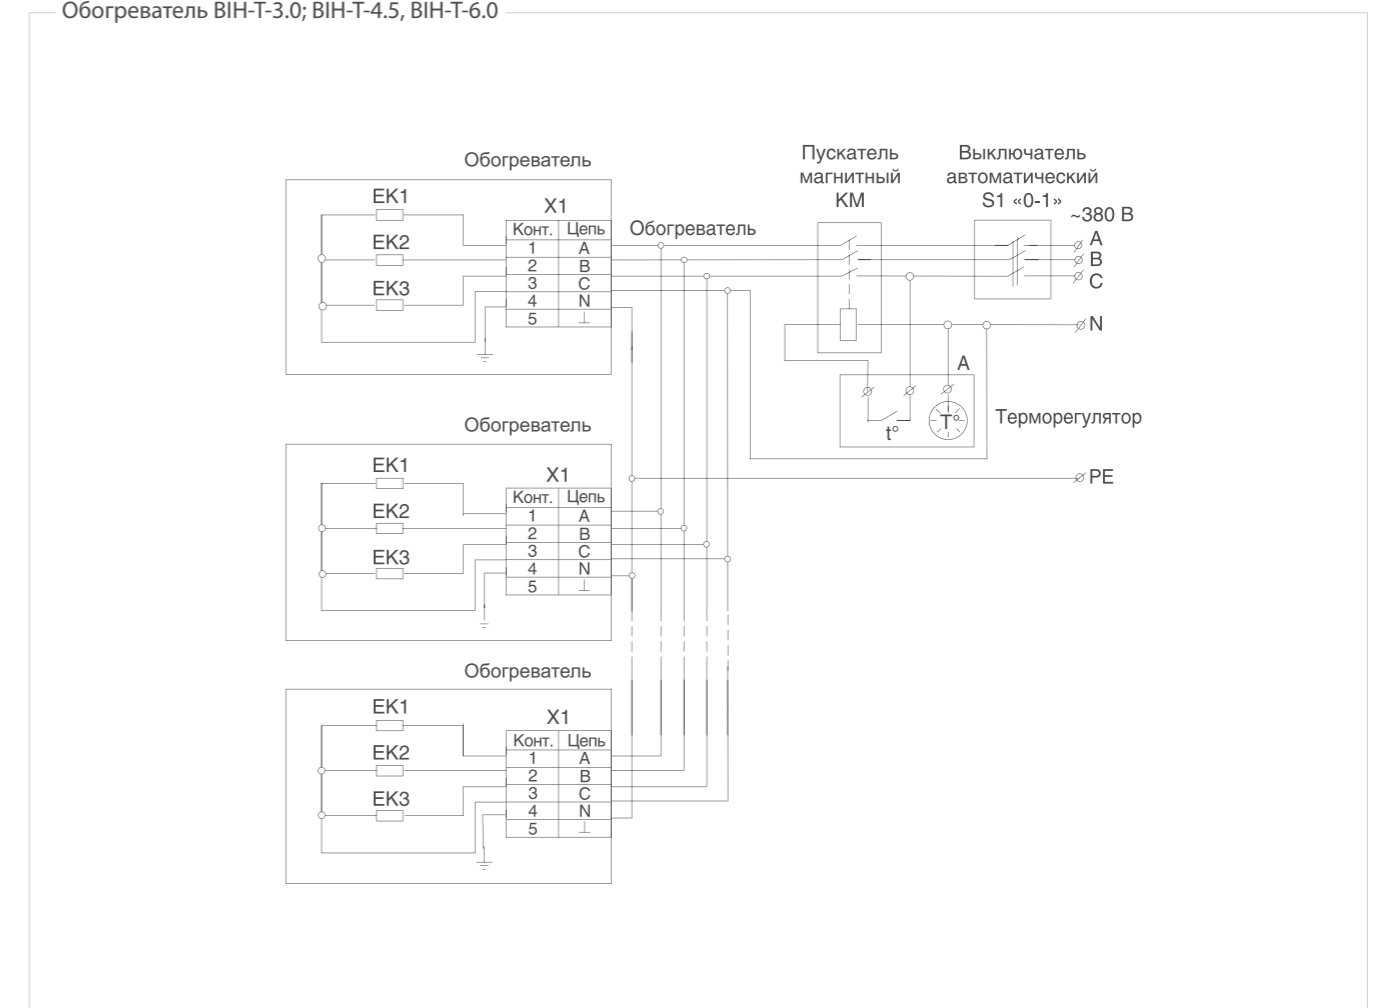 Обогреватель BIH-T-3.0; BIH-T-4.5, BIH-T-6.0
Обогреватель
EK1
EK2
EK3
X1
Конт. Цепь
1 A
2 B
3 C
4 N
5 ⊥
Обогреватель
Пускатель
магнитный
КМ
Выключатель
автоматический
S1 «0-1»
~380 В
A
B
C
N
A
t°
T°
Терморегулятор
PE
Обогреватель
EK1
EK2
EK3
X1
Конт. Цепь
1 A
2 B
3 C
4 N
5 ⊥
Обогреватель
EK1
EK2
EK3
X1
Конт. Цепь
1 A
2 B
3 C
4 N
5 ⊥